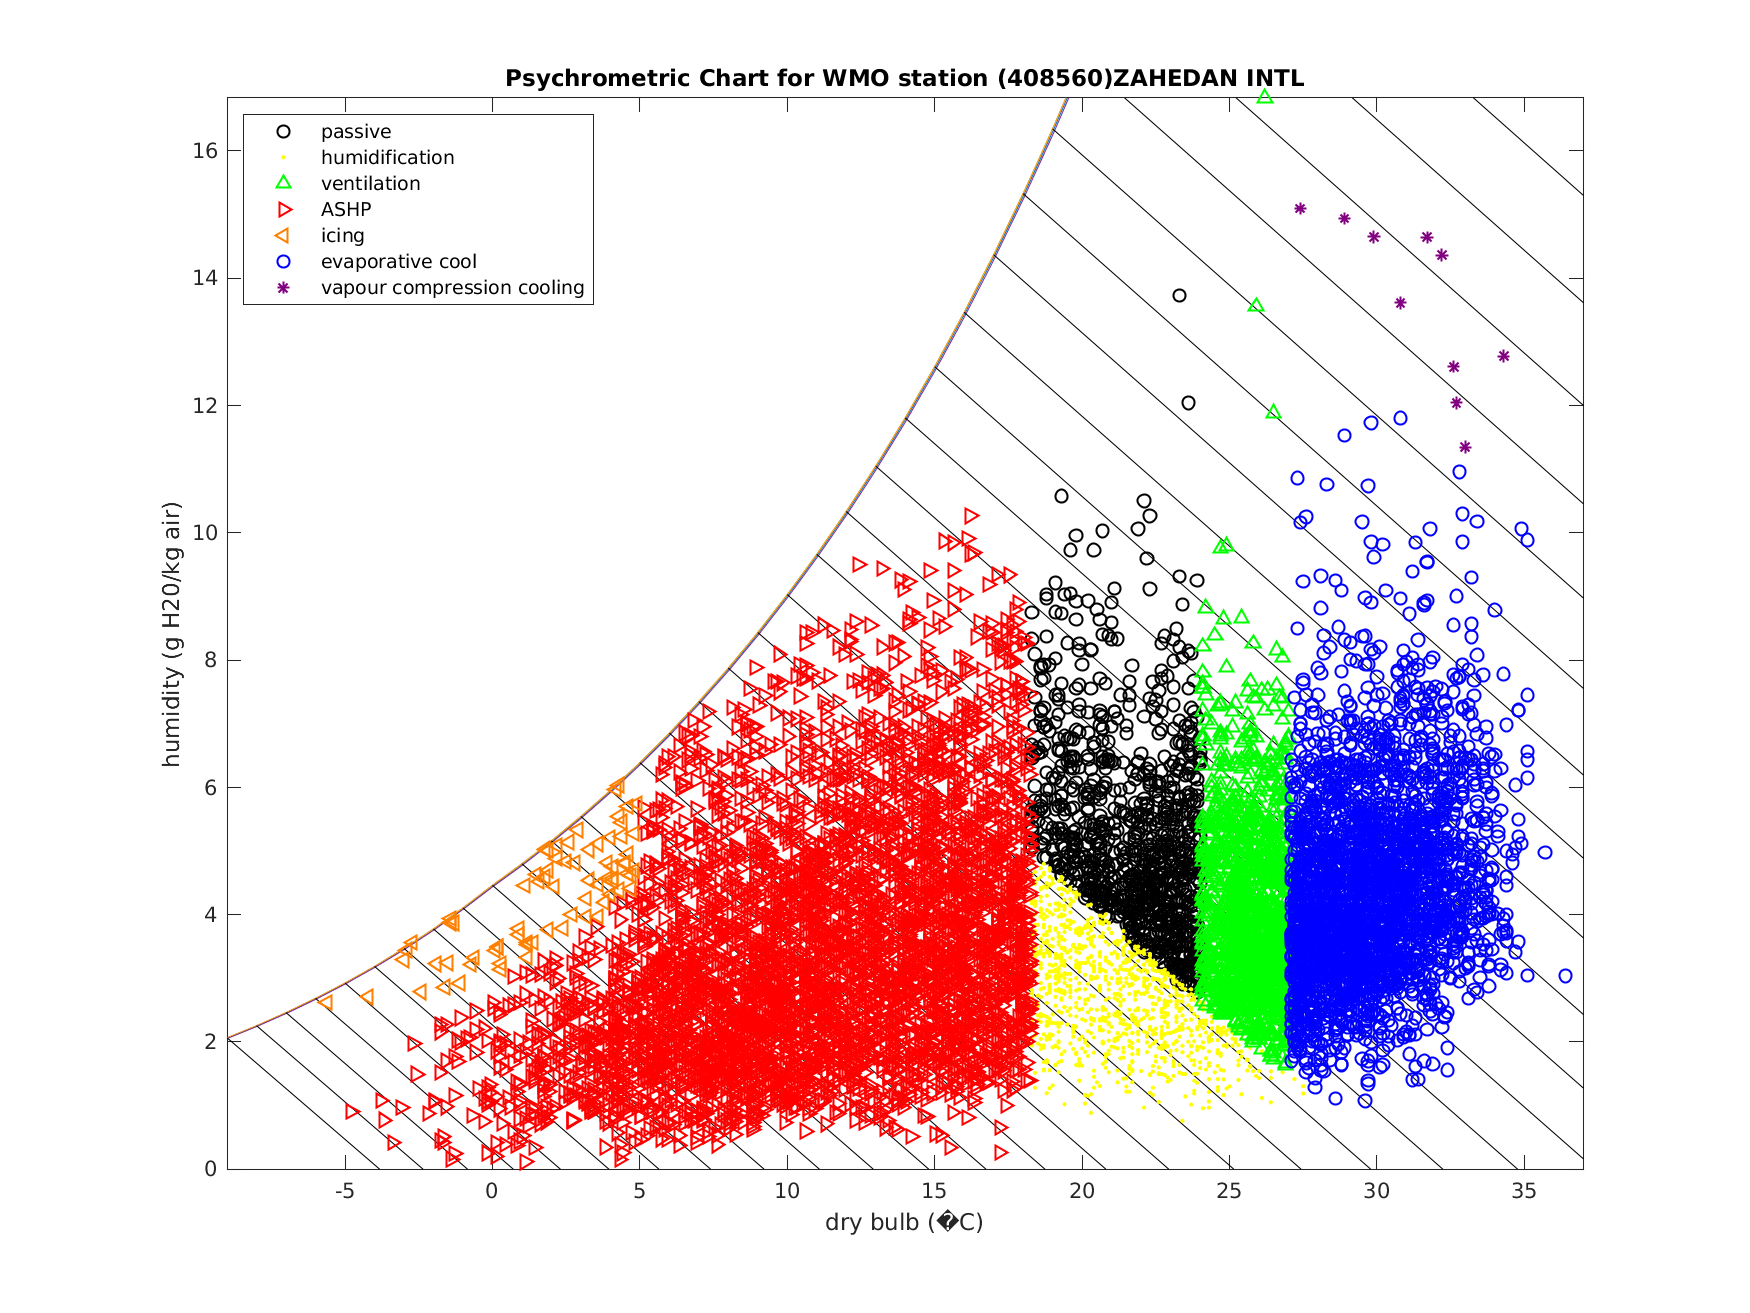 Psychrometric Chart for WMO station (408560)ZAHEDAN INTL
passive
humidification
ventilation
ASHP
icing
evaporative cool
vapour compression cooling
humidity (g H20/kg air)
16
14
12
10
8
6
4
2
0
-5 0 5 10 15 20 25 30 35
dry bulb (�C)